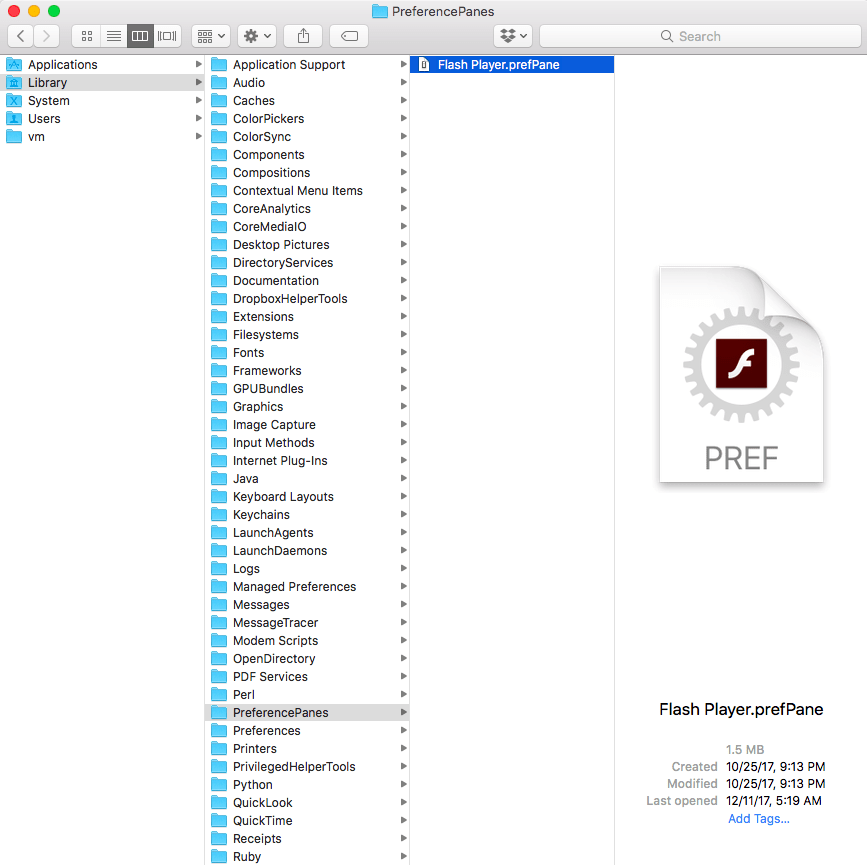 PreferencePanes
Search
Applications
Library
System
Users
vm
Application Support
Audio
Caches
ColorPickers
ColorSync
Components
Compositions
Contextual Menu Items
CoreAnalytics
CoreMediaIO
Desktop Pictures
DirectoryServices
Documentation
DropboxHelperTools
Extensions
Filesystems
Fonts
Frameworks
GPUBundles
Graphics
Image Capture
Input Methods
Internet Plug-Ins
Java
Keyboard Layouts
Keychains
LaunchAgents
LaunchDaemons
Logs
Managed Preferences
Messages
MessageTracer
Modem Scripts
OpenDirectory
PDF Services
Perl
PreferencePanes
Preferences
Printers
PrivilegedHelperTools
Python
QuickLook
QuickTime
Receipts
Ruby
Flash Player.prefPane
PREF
Flash Player.prefPane
1.5 MB
Created 10/25/17, 9:13 PM
Modified 10/25/17, 9:13 PM
Last opened 12/11/17, 5:19 AM
Add Tags...